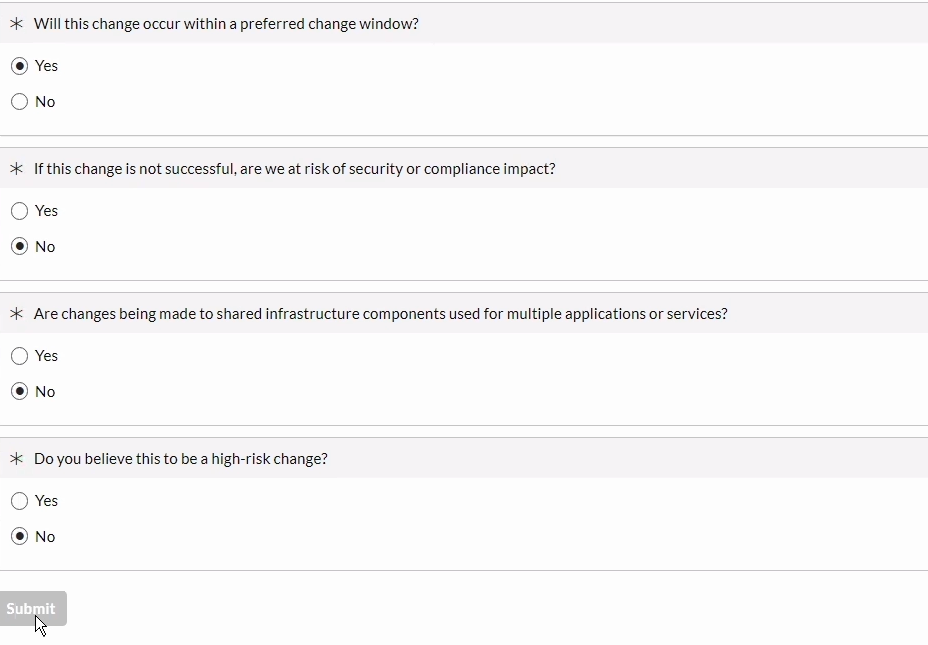 * Will this change occur within a preferred change window?
Yes
No
* If this change is not successful, are we at risk of security or compliance impact?
Yes
No
* Are changes being made to shared infrastructure components used for multiple applications or services?
Yes
No
* Do you believe this to be a high-risk change?
Yes
No
Submit